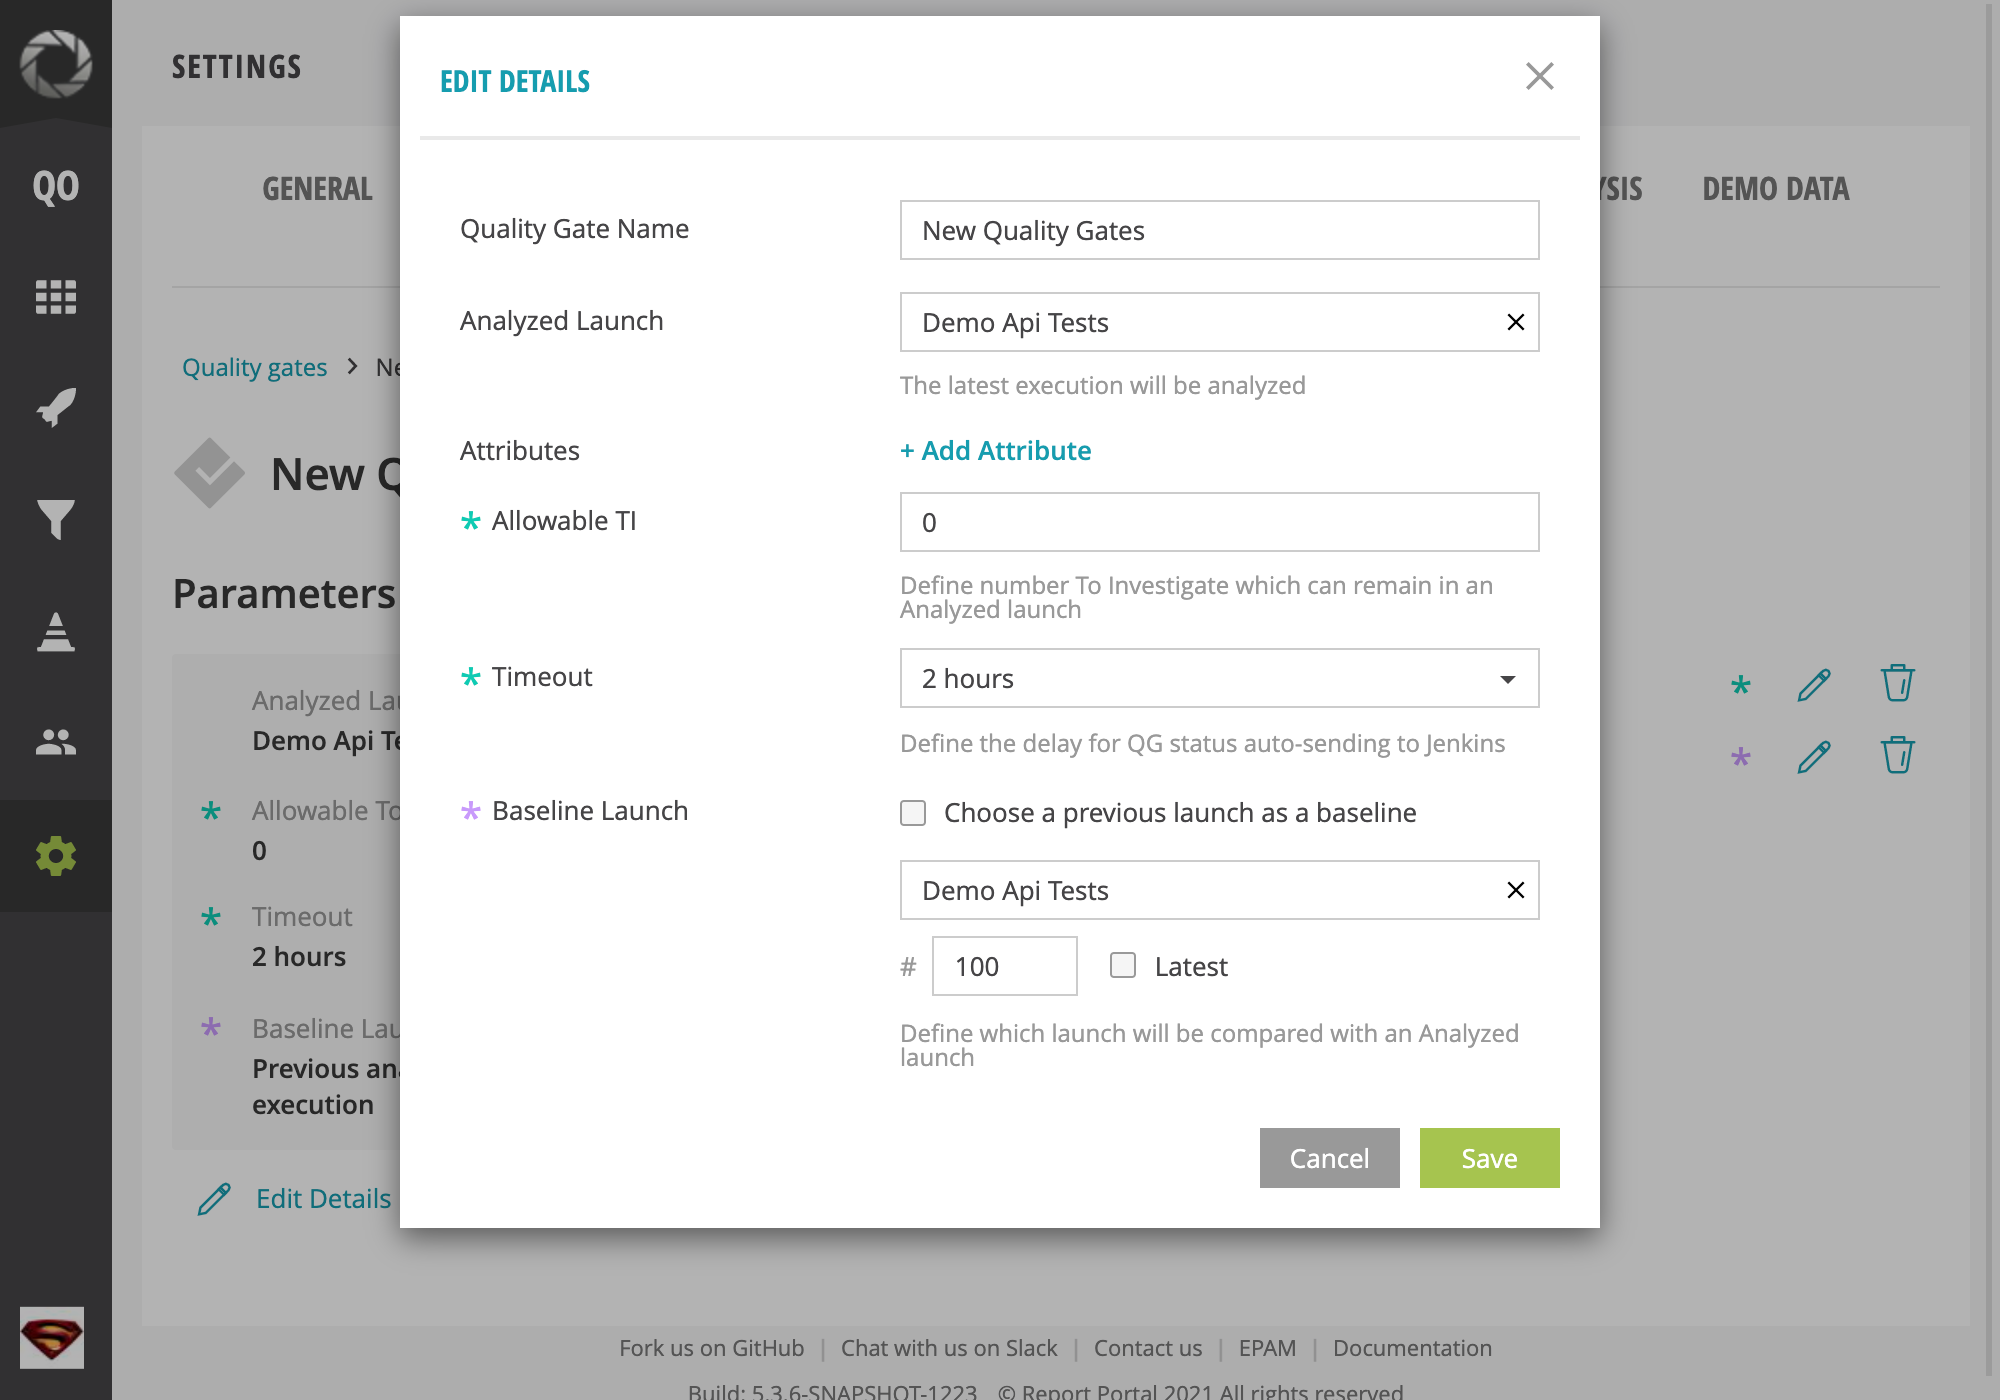 SETTINGS
EDIT DETAILS
QO
GENERAL
DEMO DATA
Quality Gate Name
New Quality Gates
Analyzed Launch
Demo Api Tests
Quality gates >
The latest execution will be analyzed
Attributes
+ Add Attribute
New Q
* Allowable TI
0
Define number To Investigate which can remain in an
Analyzed launch
Parameters
* Timeout
2 hours
Define the delay for QG status auto-sending to Jenkins
Analyzed La
Demo Api Te
* Baseline Launch
Choose a previous launch as a baseline
* Allowable To
0
Demo Api Tests
* Timeout
2 hours
# 100
Latest
* Baseline Lau
Previous an
execution
Define which launch will be compared with an Analyzed
launch
Cancel
Save
Edit Details
Fork us on GitHub | Chat with us on Slack | Contact us | EPAM | Documentation
Build: 5.3.6-SNAPSHOT-1223 © Report Portal 2021 All rights reserved